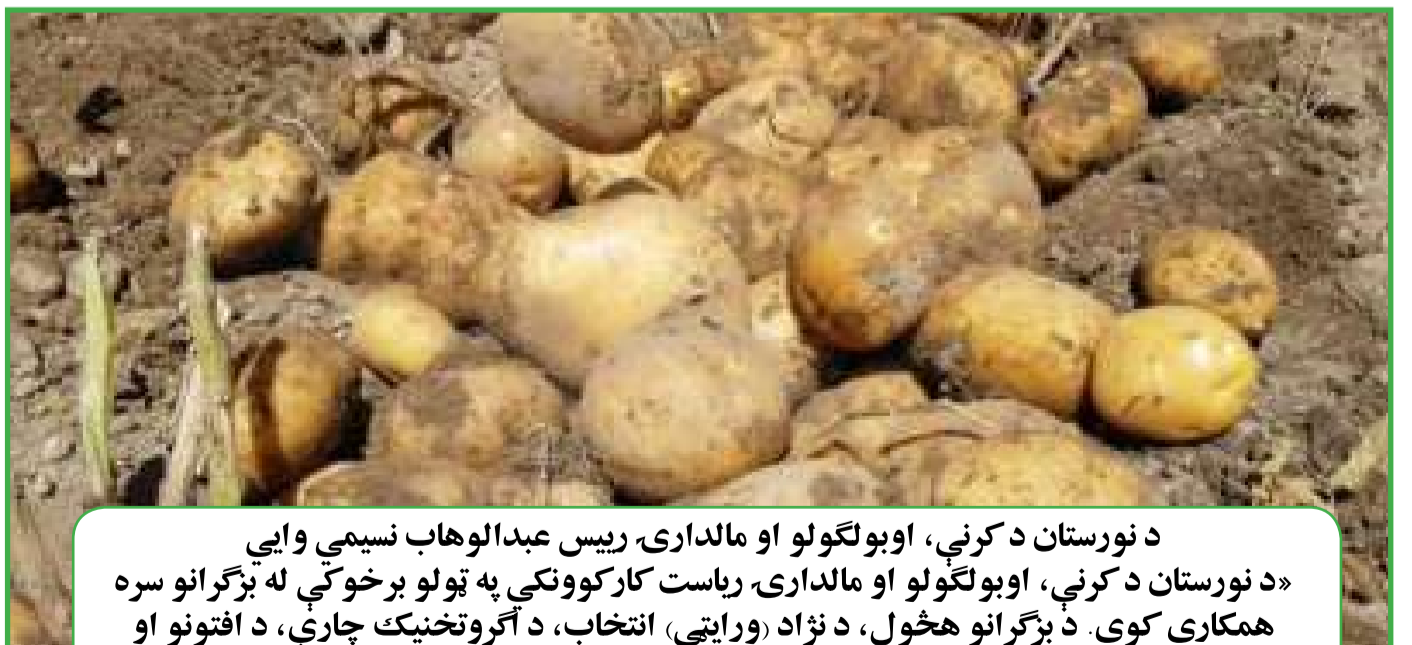 د نورستان د کرنې، اوبولګولو او مالدارۍ رییس عبدالوهاب نسیمي وایي
«د نورستان د کرنې، اوبولګولو او مالدارۍ ریاست کارکوونکي په ټولو برخوکې له بزګرانو سره
همکاري کوي. د بزګرانو هڅول، د نژاد (ورایټۍ) انتخاب، د اګروتخنیک چارې، د افتونو او